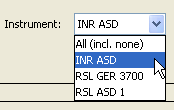 Instrument: INR ASD
All (incl. none)
INR ASD
RSL GER 3700
RSL ASD 1